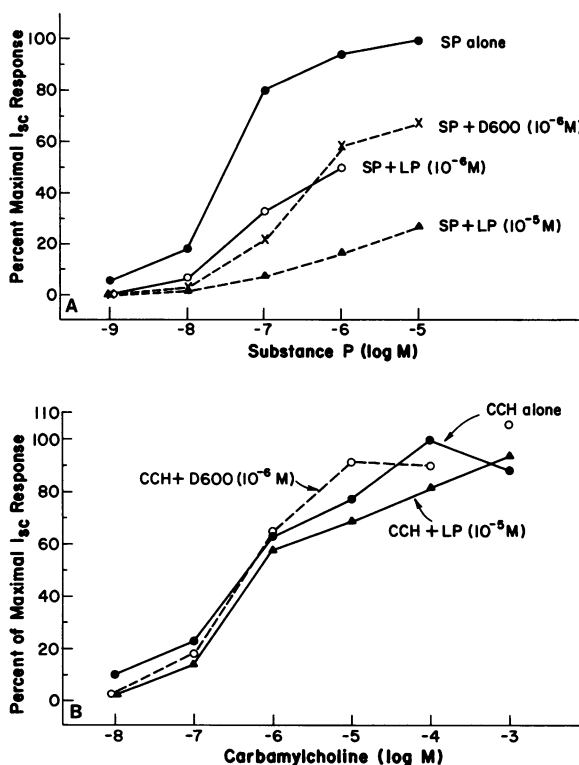 100
80
60
40
20
0
Percent Maximal ISC Response
SP alone
SP + D600 (10⁻⁶M)
SP + LP (10⁻⁶M)
SP + LP (10⁻⁵M)
A
-9 -8 -7 -6 -5
Substance P (log M)
110
100
80
60
40
20
0
Percent of Maximal ISC Response
CCH alone
CCH + D600 (10⁻⁶M)
CCH + LP (10⁻⁵M)
B
-8 -7 -6 -5 -4 -3
Carbamylcholine (log M)